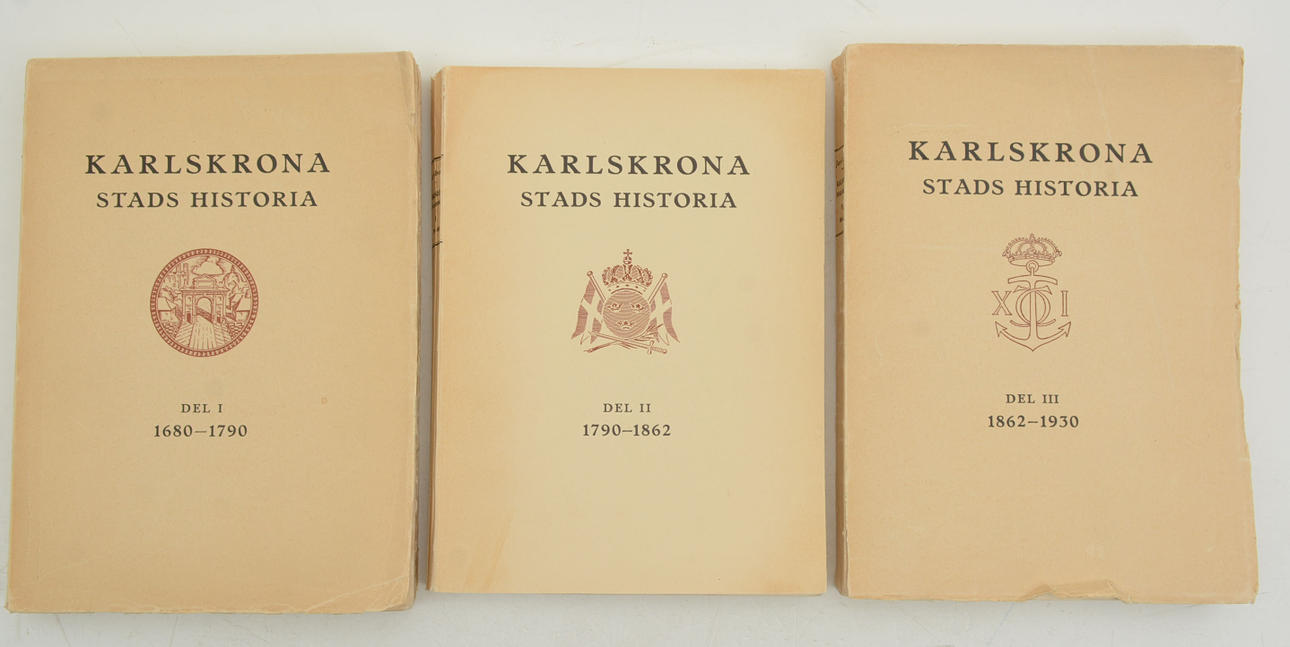 KARLSKRONA
STADS HISTORIA
DEL I
1680—1790
KARLSKRONA
STADS HISTORIA
DEL II
1790—1862
KARLSKRONA
STADS HISTORIA
X I
DEL III
1862—1930